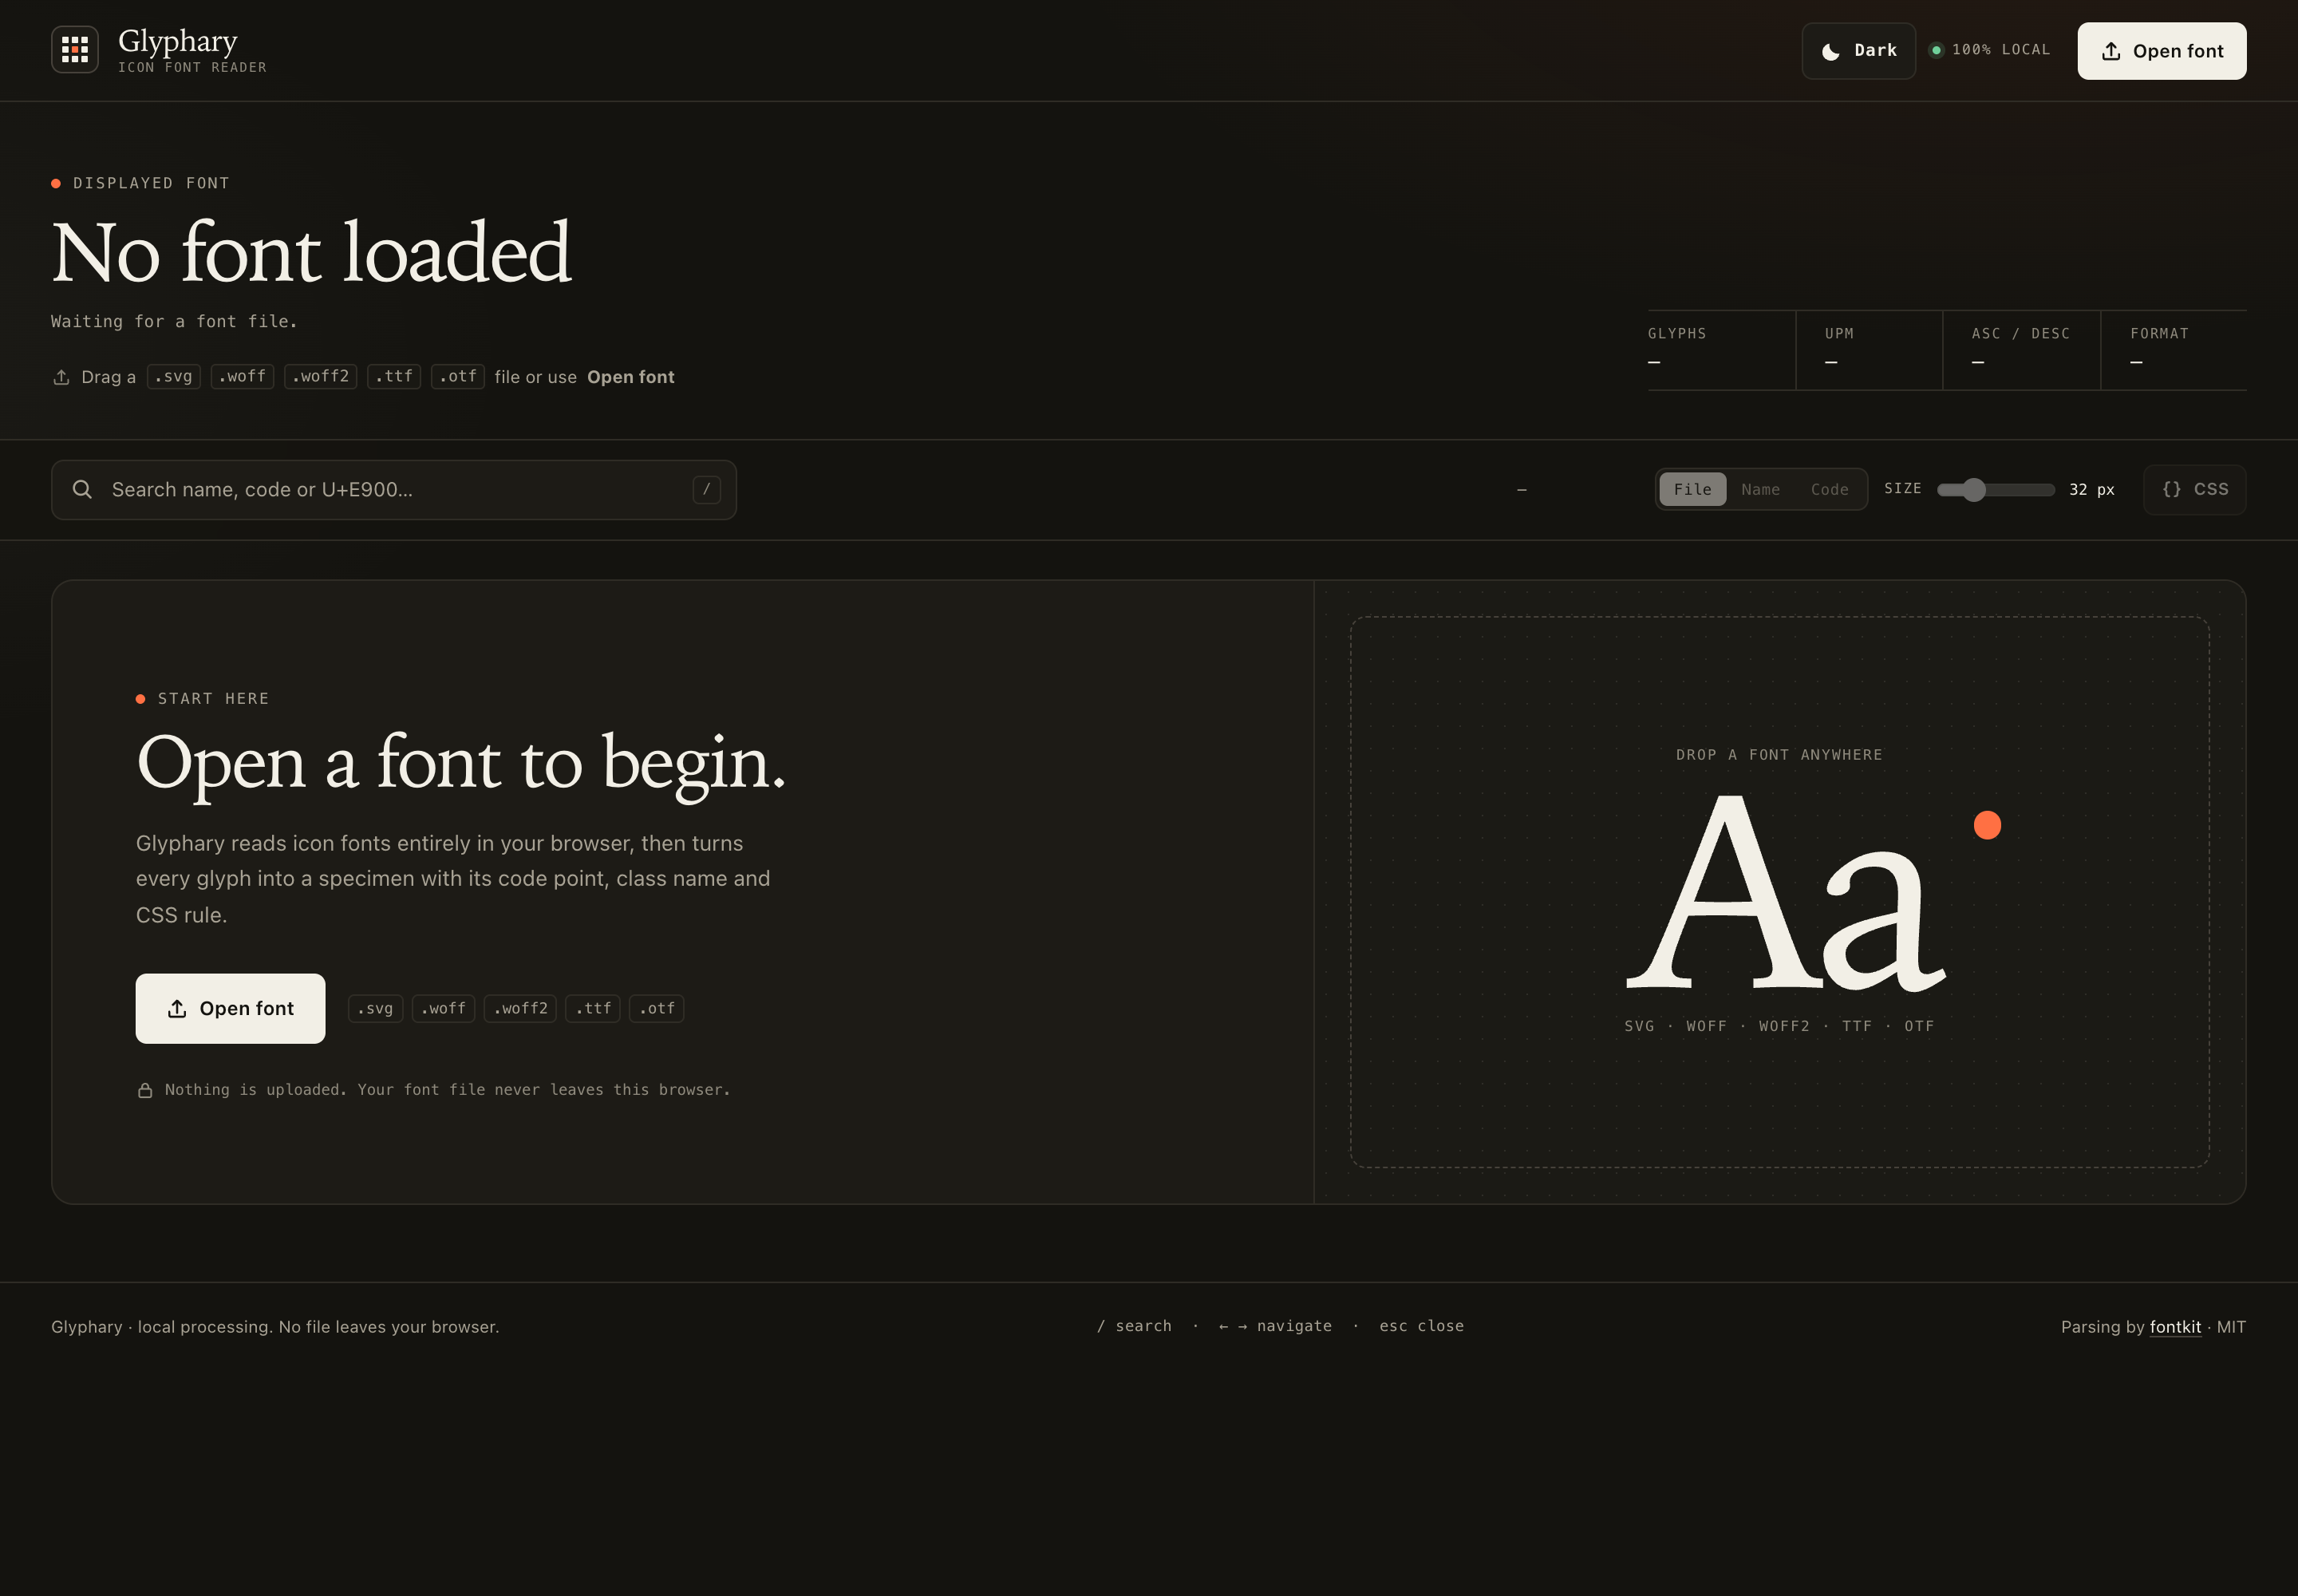 Glyphary
ICON FONT READER
Dark
100% LOCAL
Open font
DISPLAYED FONT
No font loaded
Waiting for a font file.
Drag a .svg .woff .woff2 .ttf .otf file or use Open font
GLYPHS
—
UPM
—
ASC / DESC
—
FORMAT
—
Search name, code or U+E900...
/
—
File Name Code
SIZE
32 px
{} CSS
START HERE
Open a font to begin.
Glyphary reads icon fonts entirely in your browser, then turns
every glyph into a specimen with its code point, class name and
CSS rule.
Open font
.svg .woff .woff2 .ttf .otf
Nothing is uploaded. Your font file never leaves this browser.
DROP A FONT ANYWHERE
Aa
SVG · WOFF · WOFF2 · TTF · OTF
Glyphary · local processing. No file leaves your browser.
/ search · ← → navigate · esc close
Parsing by fontkit · MIT